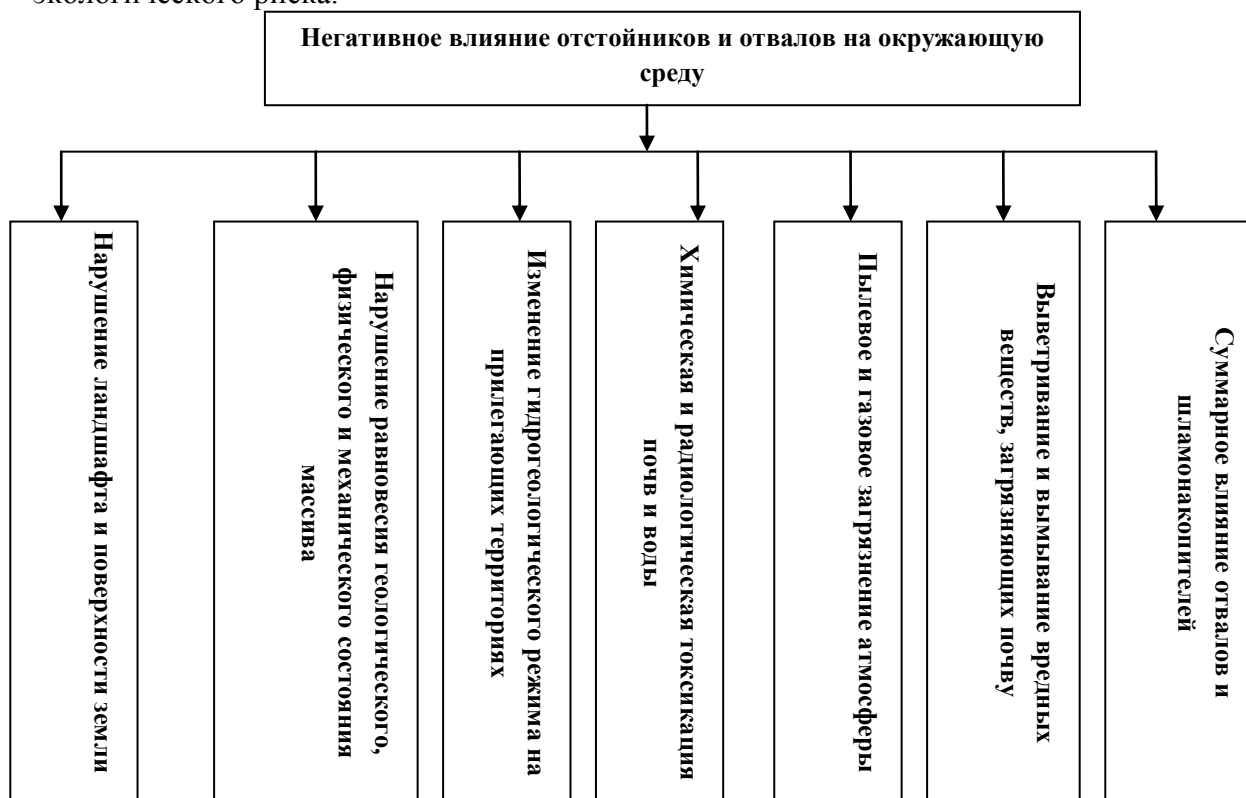 экологического риска.
Негативное влияние отстойников и отвалов на окружающую
среду
Нарушение ландшафта и поверхности земли
Нарушение равновесия геологического,
физического и механического состояния
массива
Изменение гидрогеологического режима на
прилегающих территориях
Химическая и радиологическая токсикация
почв и воды
Пылевое и газовое загрязнение атмосферы
Выветривание и вымывание вредных
веществ, загрязняющих почву
Суммарное влияние отвалов и
шламонакопителей